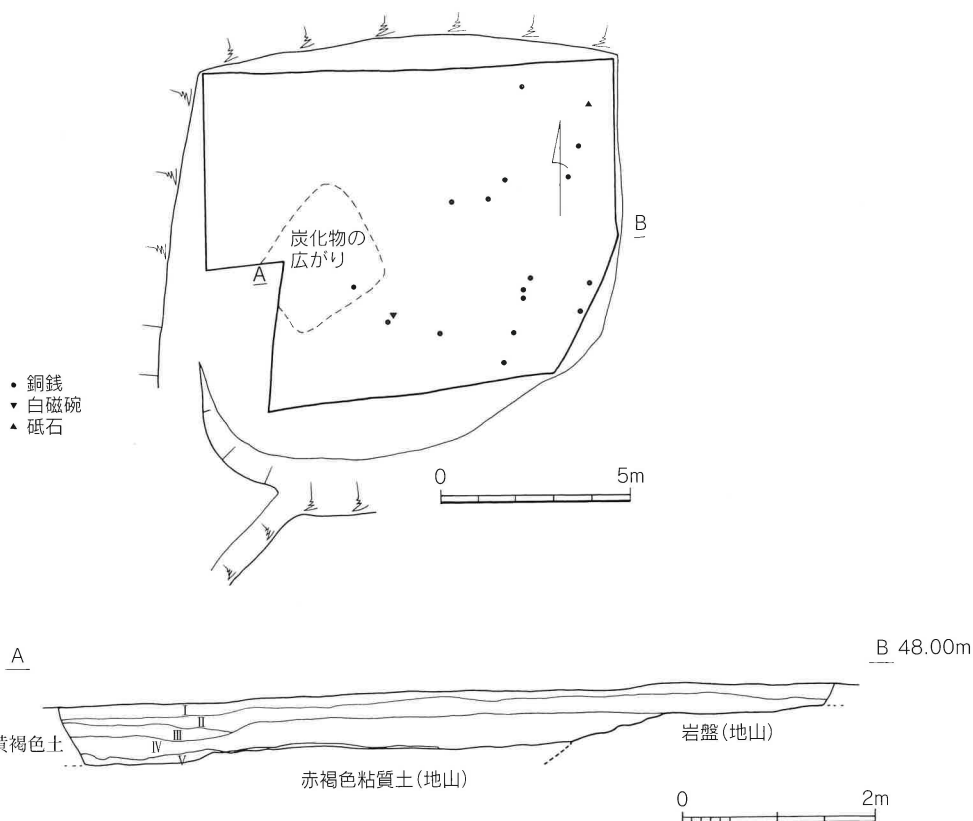 B
炭化物の
広がり
A
● 銅銭
▼ 白磁碗
▲ 砥石
0 5m
A
B 48.00m
Ⅰ
Ⅱ
Ⅲ
Ⅳ
Ⅴ
黄褐色土
岩盤(地山)
赤褐色粘質土(地山)
0 2m